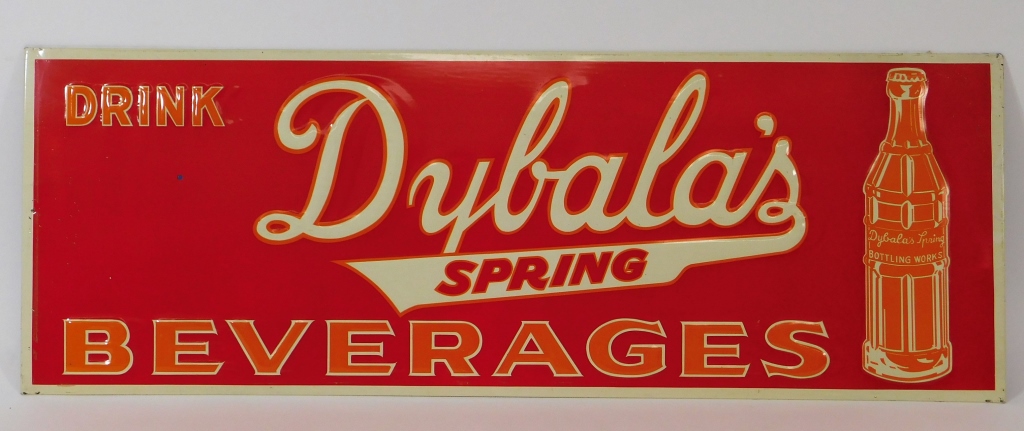 DRINK
Dybala's
SPRING
BEVERAGES
Dybala's Spring
BOTTLING WORKS